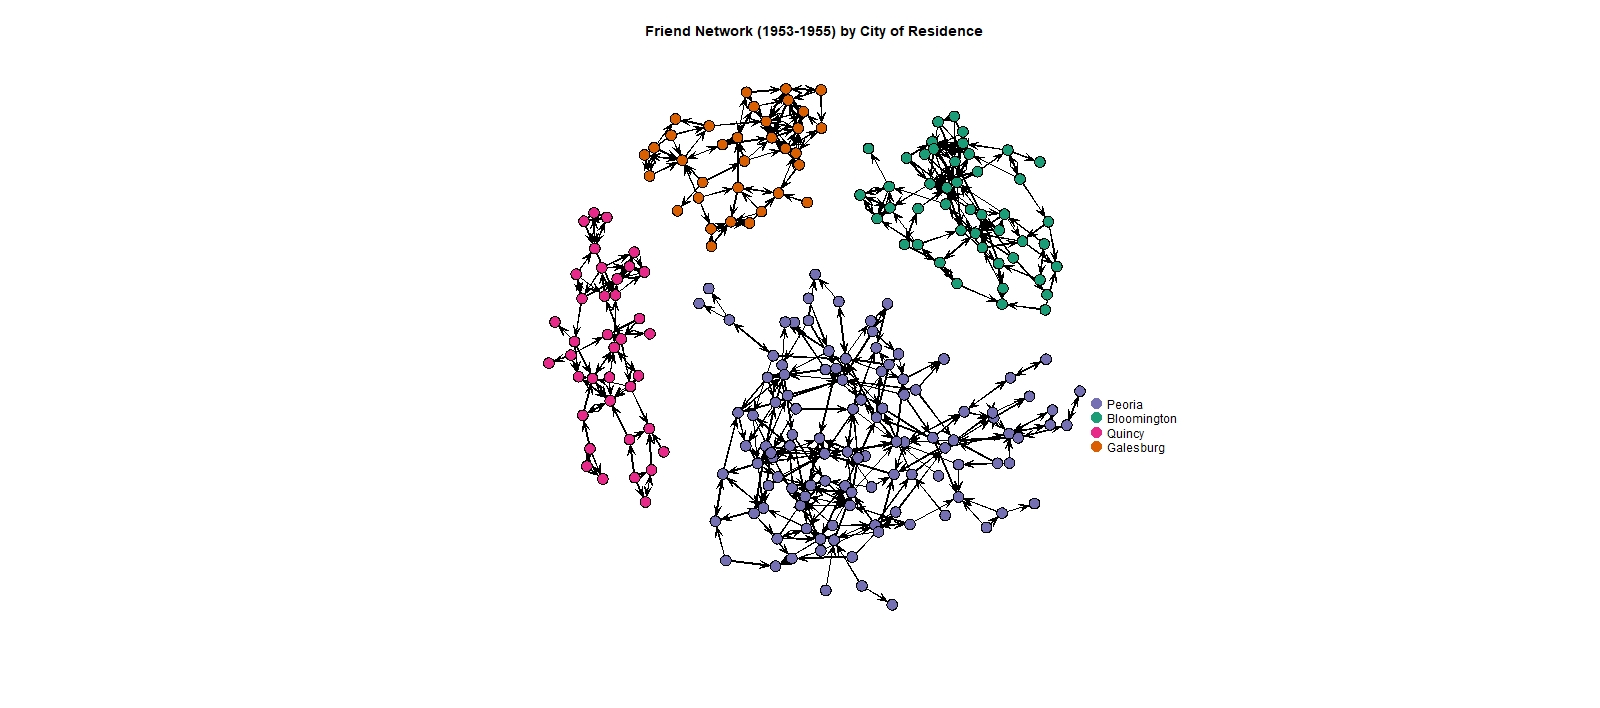 Friend Network (1953-1955) by City of Residence
Peoria
Bloomington
Quincy
Galesburg